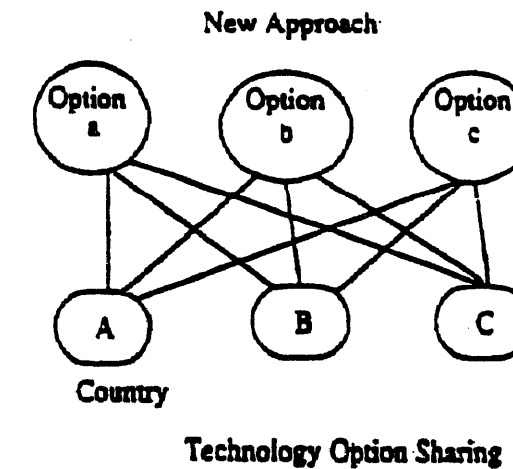 New Approach
Option
a
Option
b
Option
c
A
B
C
Country
Technology Option Sharing